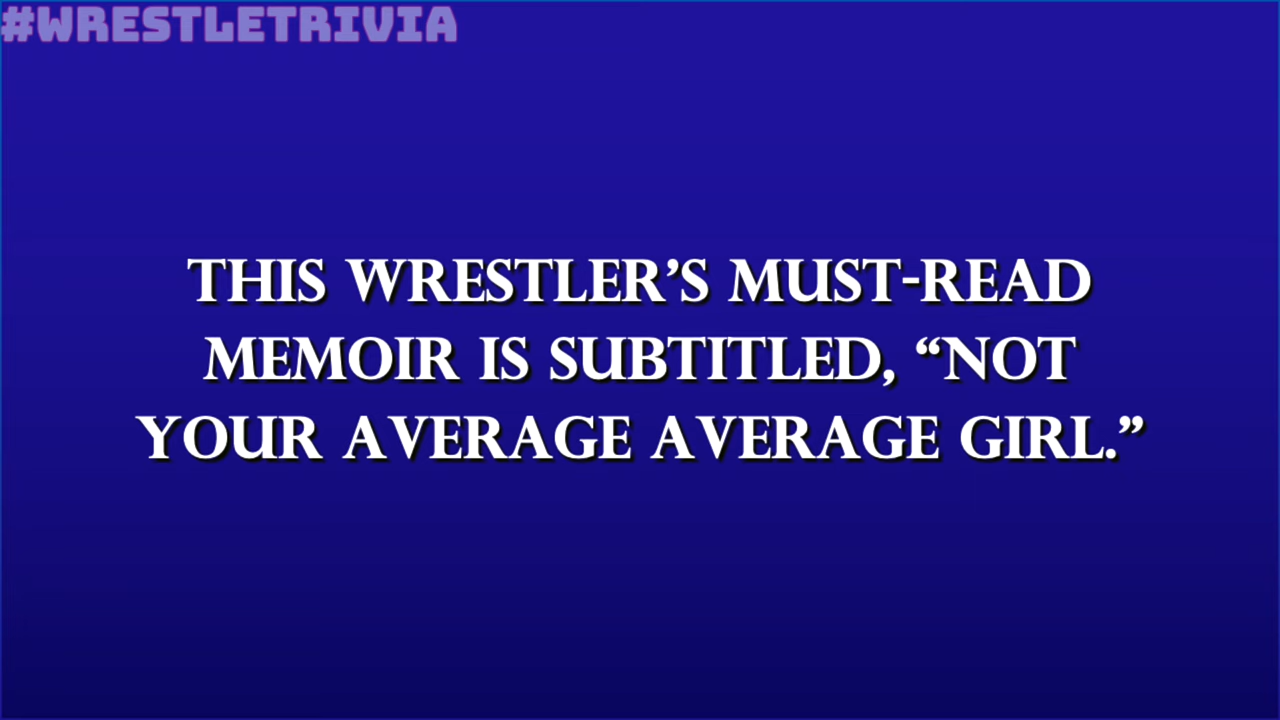 #WRESTLETRIVIA
THIS WRESTLER’S MUST-READ
MEMOIR IS SUBTITLED, “NOT
YOUR AVERAGE AVERAGE GIRL.”